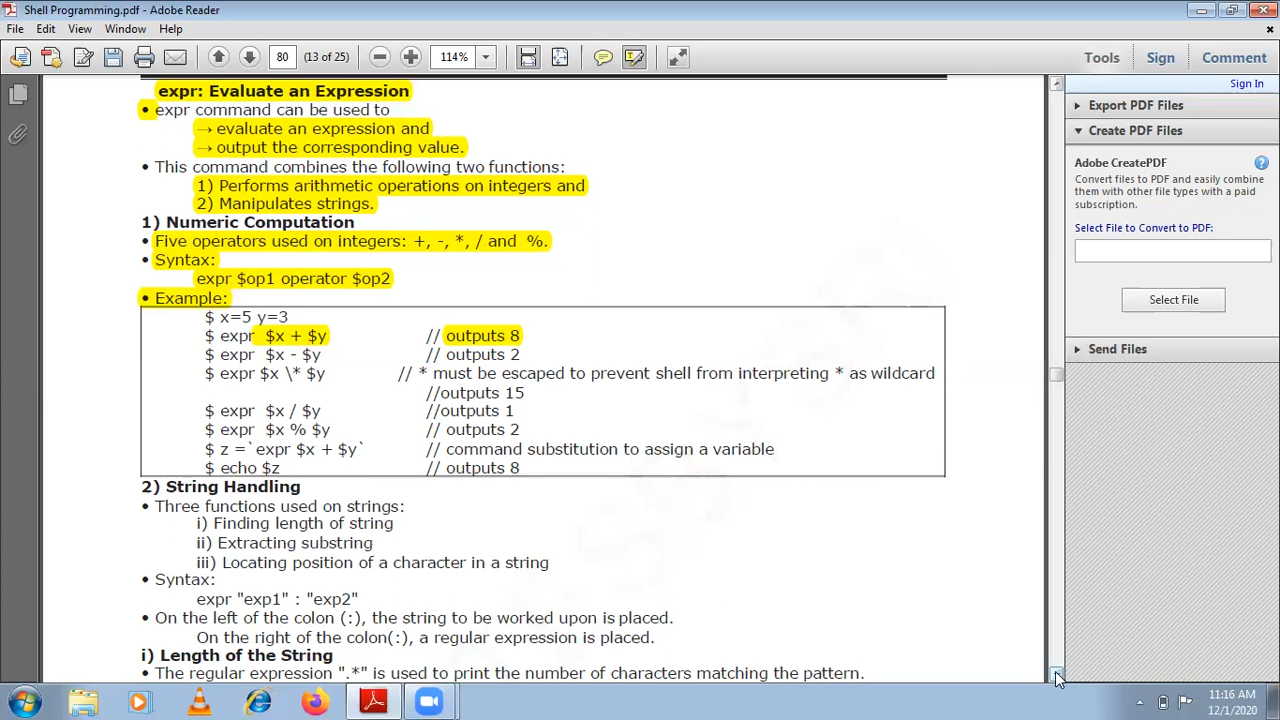 Shell Programming.pdf - Adobe Reader
File Edit View Window Help
80 (13 of 25) 114% Tools Sign Comment
Sign In
Export PDF Files
Create PDF Files
Adobe CreatePDF
Convert files to PDF and easily combine
them with other file types with a paid
subscription.
Select File to Convert to PDF:
Select File
Send Files
expr: Evaluate an Expression
• expr command can be used to
→ evaluate an expression and
→ output the corresponding value.
• This command combines the following two functions:
1) Performs arithmetic operations on integers and
2) Manipulates strings.
1) Numeric Computation
• Five operators used on integers: +, -, *, / and %.
• Syntax:
expr $op1 operator $op2
• Example:
$ x=5 y=3
$ expr $x + $y // outputs 8
$ expr $x - $y // outputs 2
$ expr $x \* $y // * must be escaped to prevent shell from interpreting * as wildcard
//outputs 15
$ expr $x / $y //outputs 1
$ expr $x % $y // outputs 2
$ z =`expr $x + $y` // command substitution to assign a variable
$ echo $z // outputs 8
2) String Handling
• Three functions used on strings:
i) Finding length of string
ii) Extracting substring
iii) Locating position of a character in a string
• Syntax:
expr "exp1" : "exp2"
• On the left of the colon (:), the string to be worked upon is placed.
On the right of the colon(:), a regular expression is placed.
i) Length of the String
• The regular expression ".*" is used to print the number of characters matching the pattern.
11:16 AM
12/1/2020